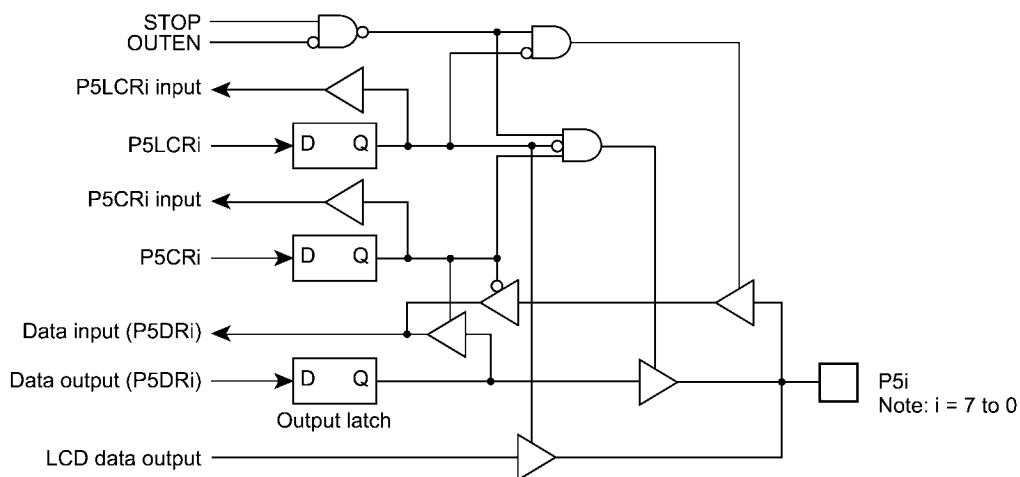 STOP
OUTEN
P5LCRi input
P5LCRi
D Q
P5CRi input
P5CRi
D Q
Data input (P5DRi)
Data output (P5DRi)
D Q
Output latch
P5i
Note: i = 7 to 0
LCD data output